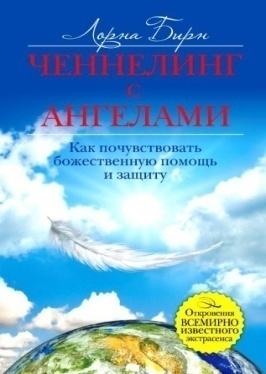 Лорна Бирн
ЧЕННЕЛИНГ
С
АНГЕЛАМИ
Как почувствовать
божественную помощь
и защиту
Откровения
ВСЕМИРНО
известного
экстрасенса